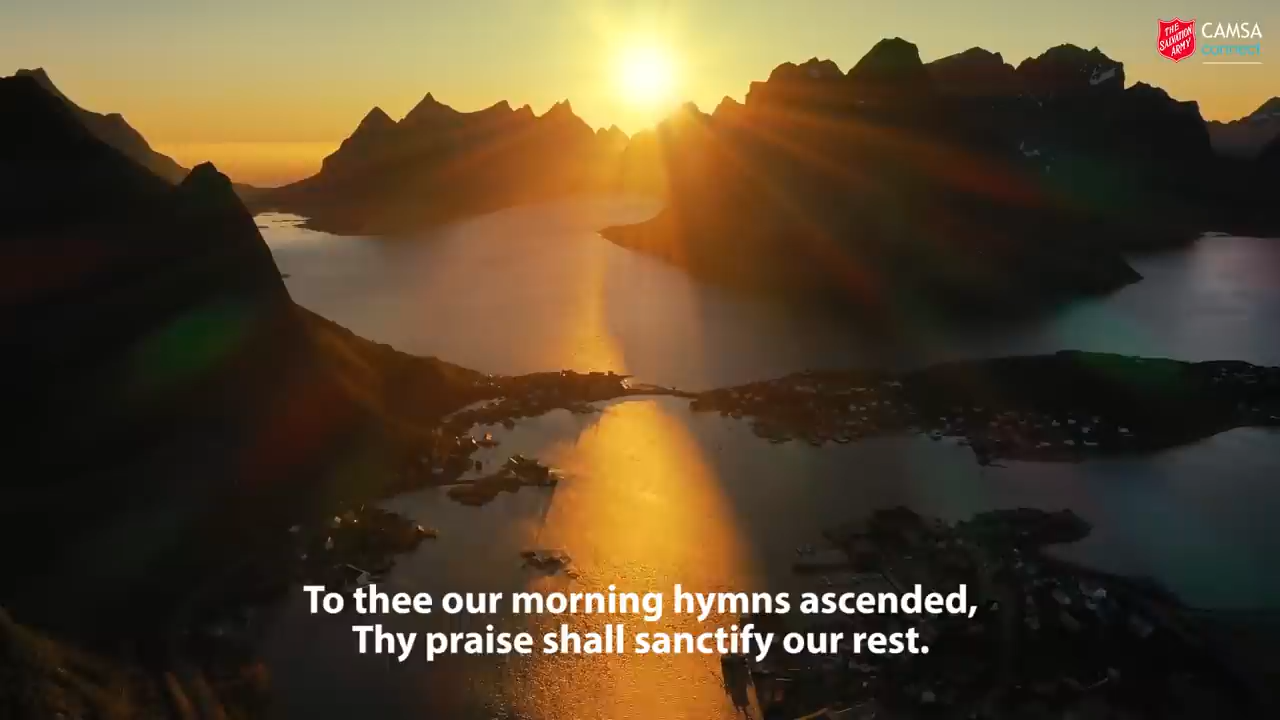 THE
SALVATION
ARMY
CAMSA
connect
To thee our morning hymns ascended,
Thy praise shall sanctify our rest.